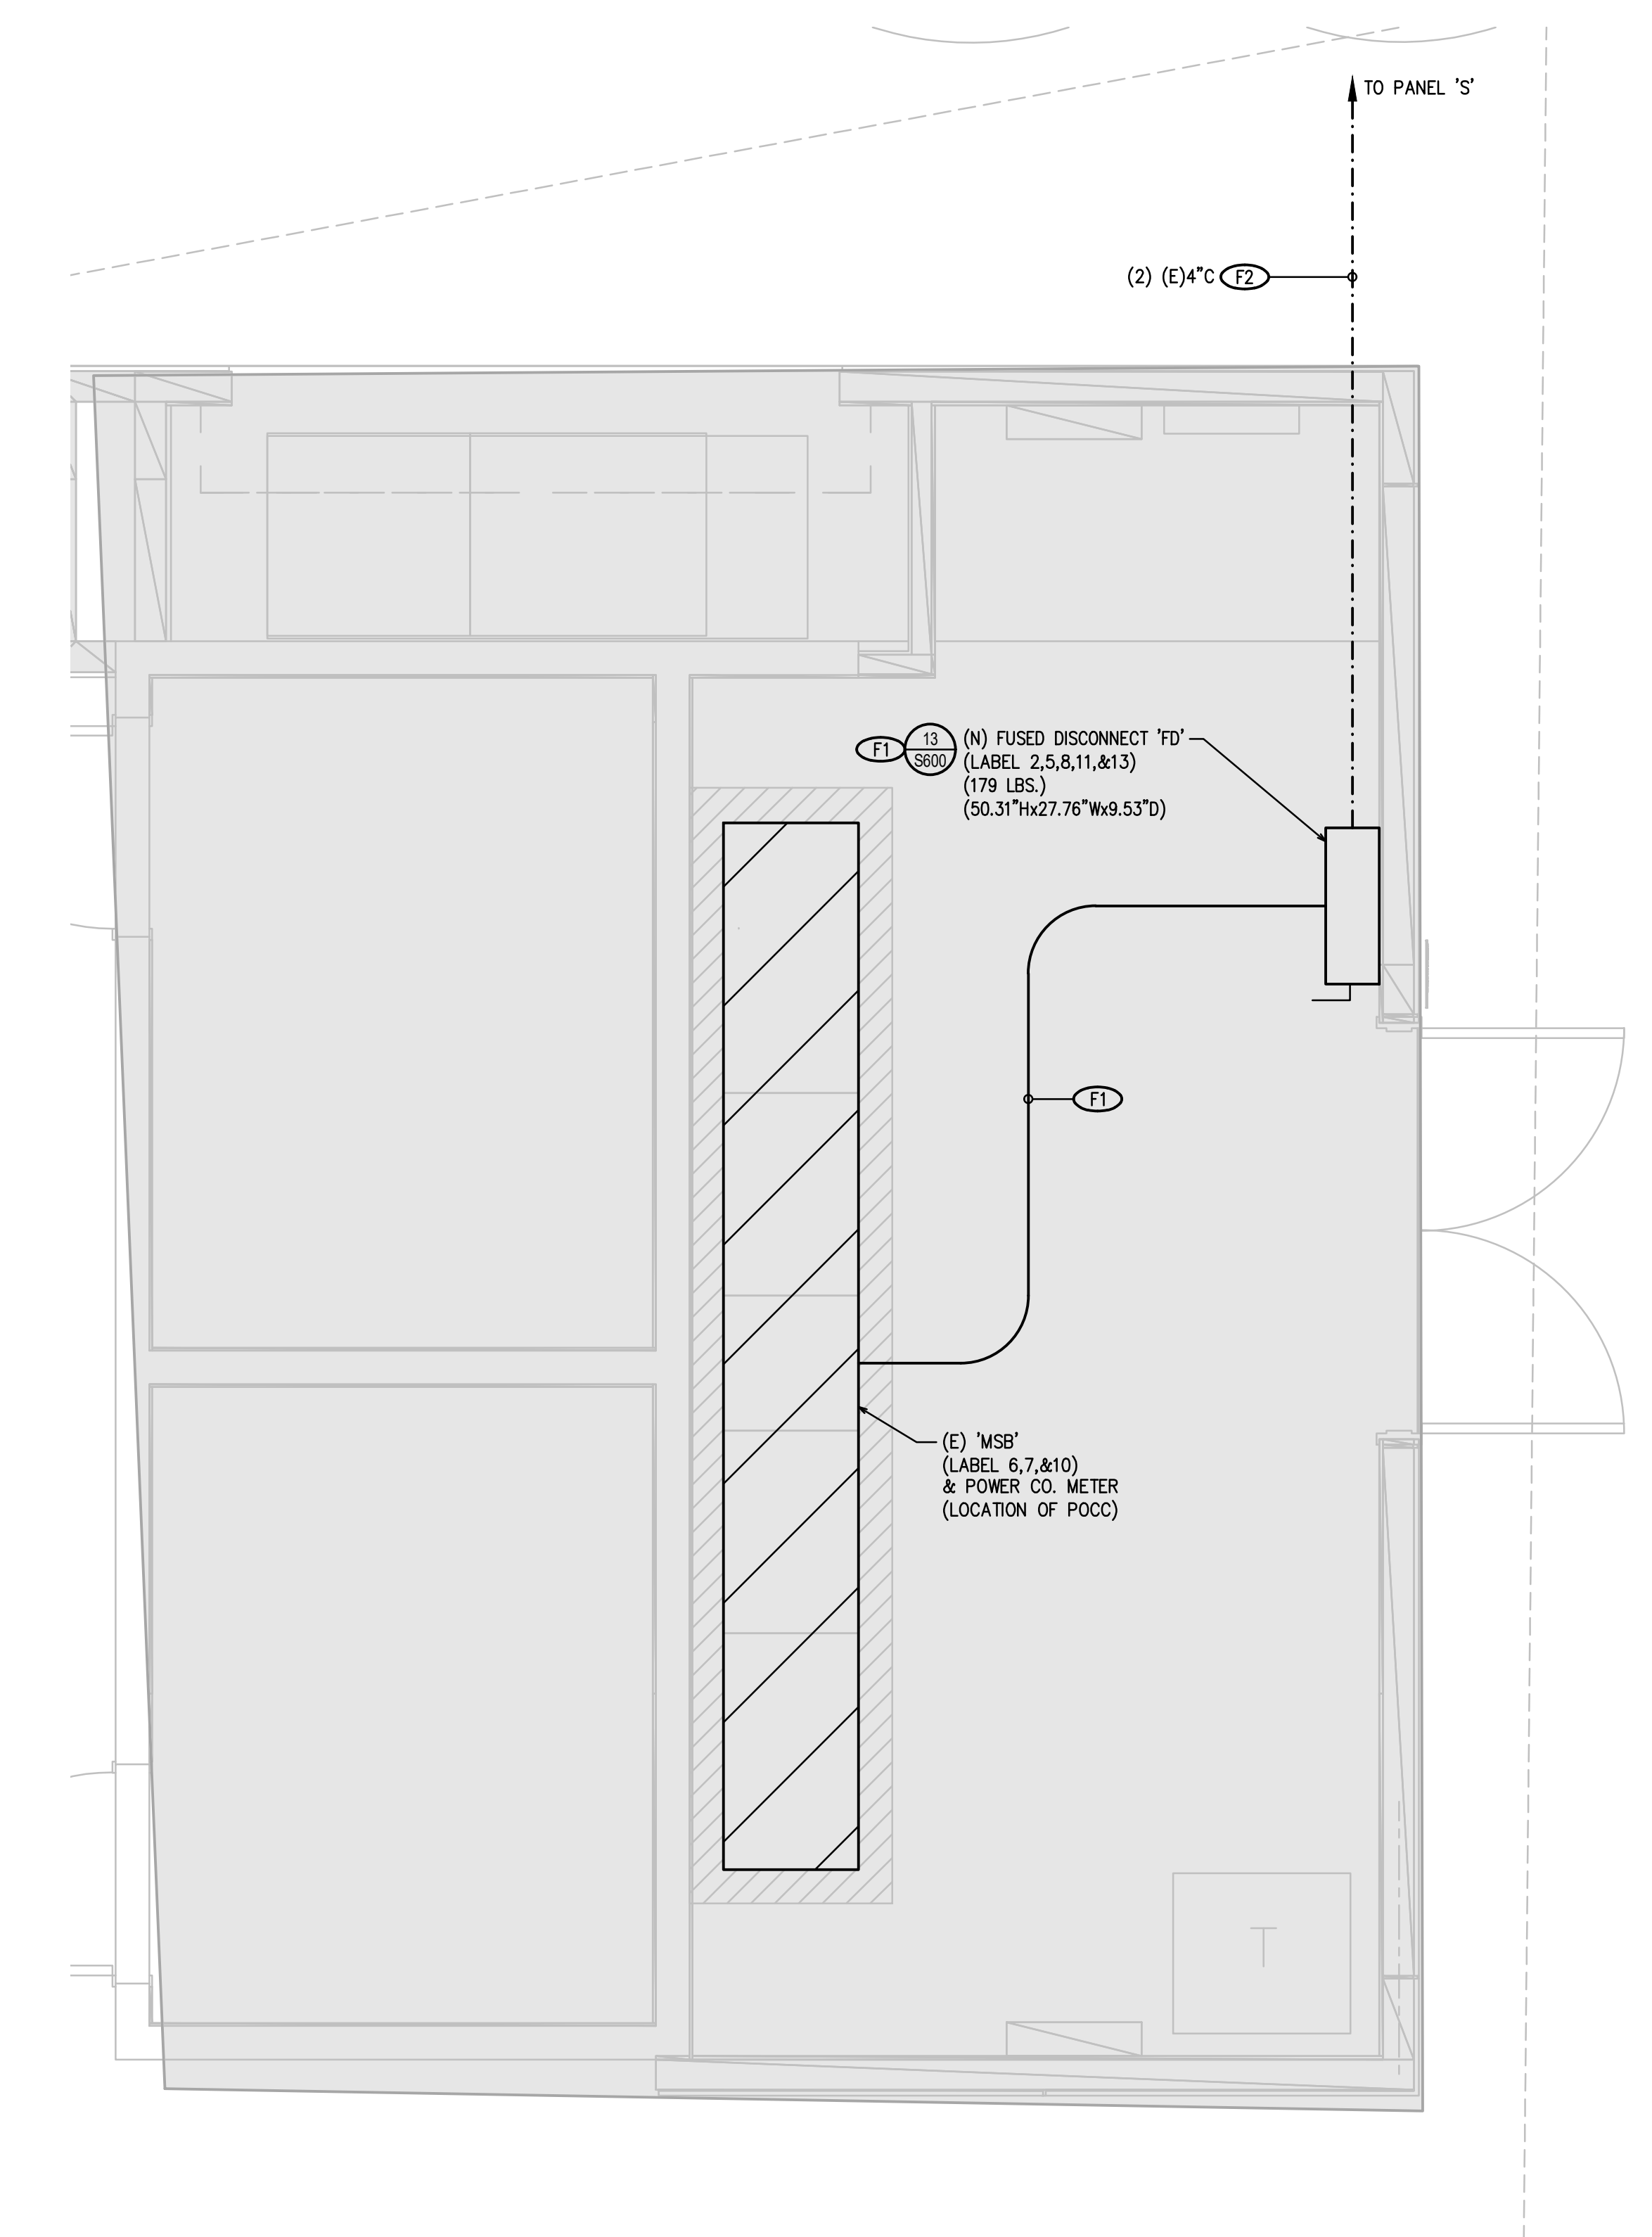 TO PANEL 'S'
(2) (E)4"C F2
F1 13 S600 (N) FUSED DISCONNECT 'FD'
(LABEL 2,5,8,11,&13)
(179 LBS.)
(50.31"Hx27.76"Wx9.53"D)
F1
(E) 'MSB'
(LABEL 6,7,&10)
& POWER CO. METER
(LOCATION OF POCC)
T